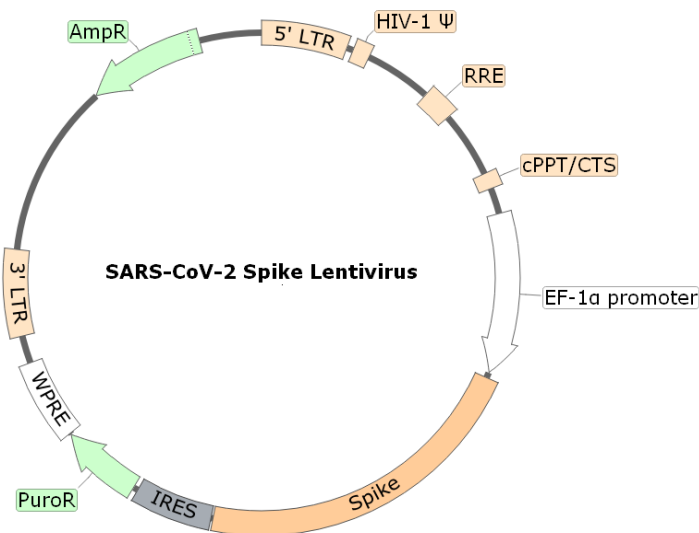 AmpR
5' LTR
HIV-1 Ψ
RRE
cPPT/CTS
SARS-CoV-2 Spike Lentivirus
EF-1α promoter
3' LTR
WPRE
PuroR
IRES
Spike